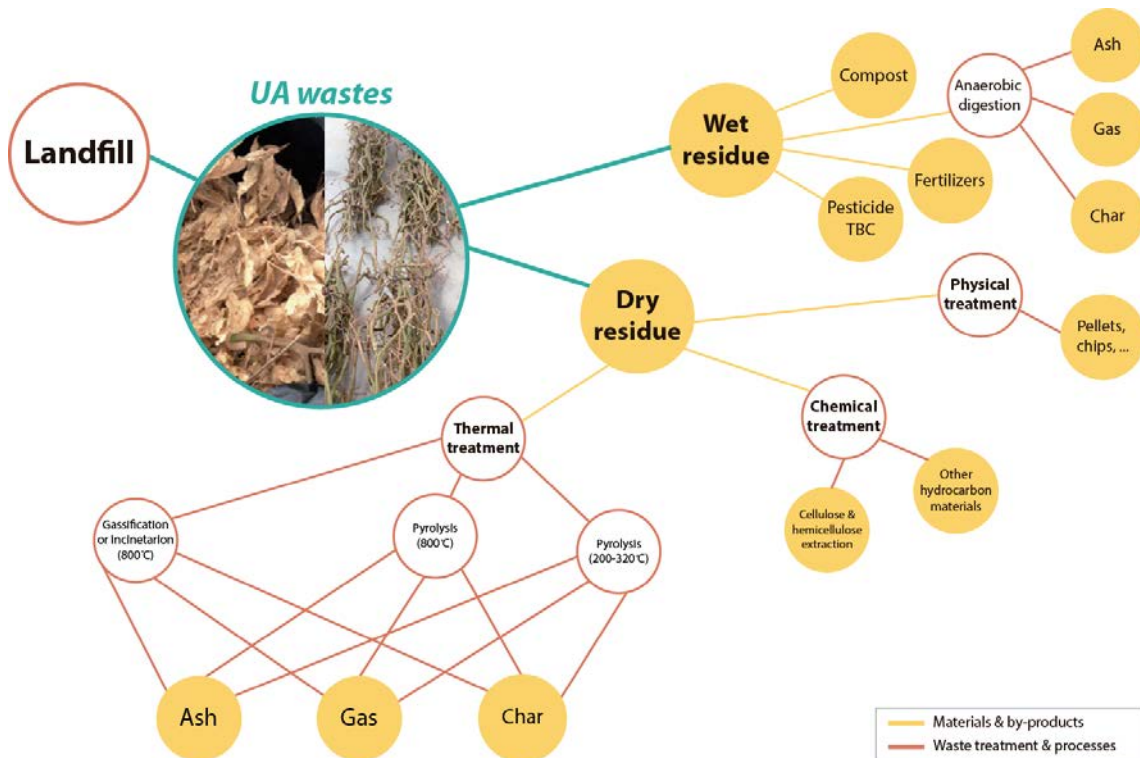 UA wastes
Landfill
Wet
residue
Compost
Anaerobic
digestion
Ash
Gas
Char
Fertilizers
Pesticide
TBC
Dry
residue
Physical
treatment
Pellets,
chips, ...
Thermal
treatment
Chemical
treatment
Cellulose &
hemicellulose
extraction
Other
hydrocarbon
materials
Gassification
or Incinetarion
(800℃)
Pyrolysis
(800℃)
Pyrolysis
(200-320℃)
Ash
Gas
Char
Materials & by-products
Waste treatment & processes